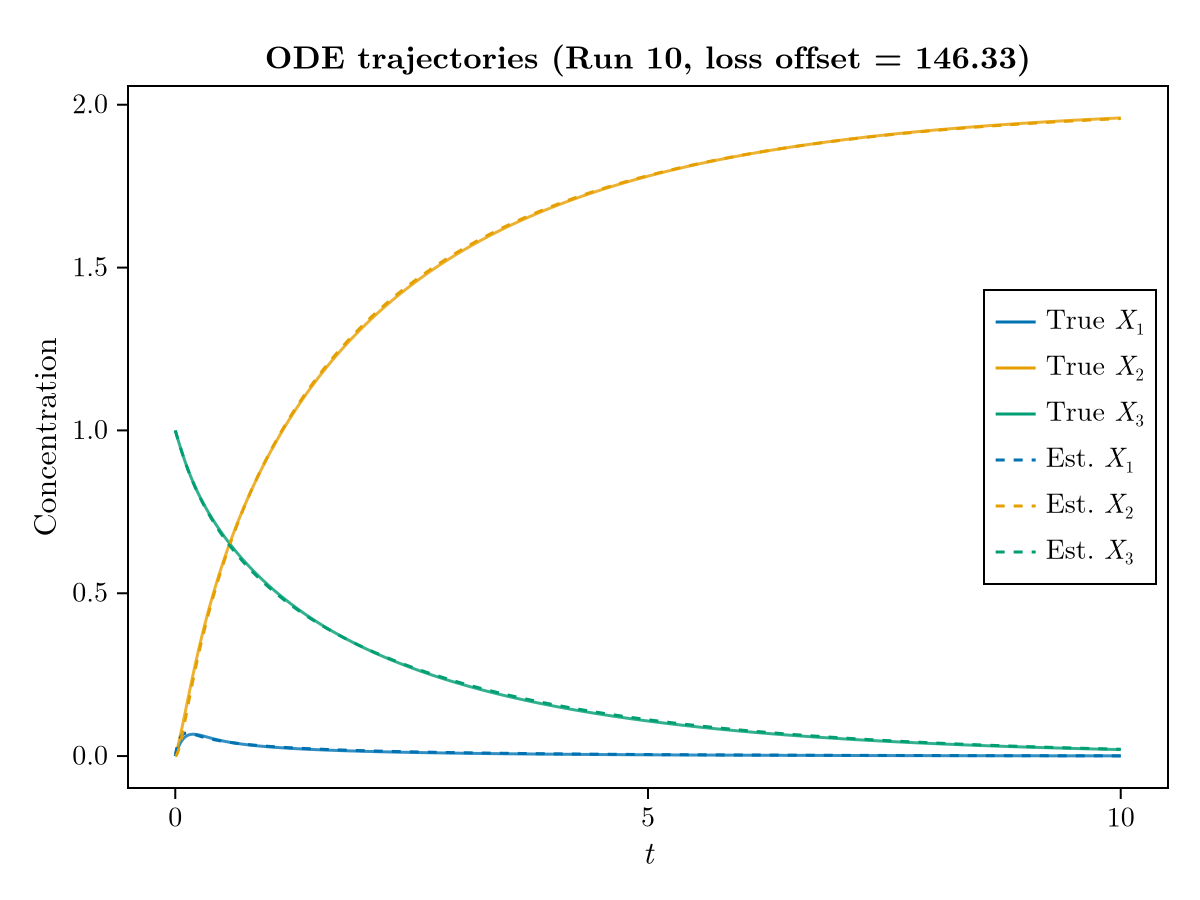 ODE trajectories (Run 10, loss offset = 146.33)
2.0
1.5
1.0
0.5
0.0
Concentration
True X₁
True X₂
True X₃
Est. X₁
Est. X₂
Est. X₃
0
5
10
t